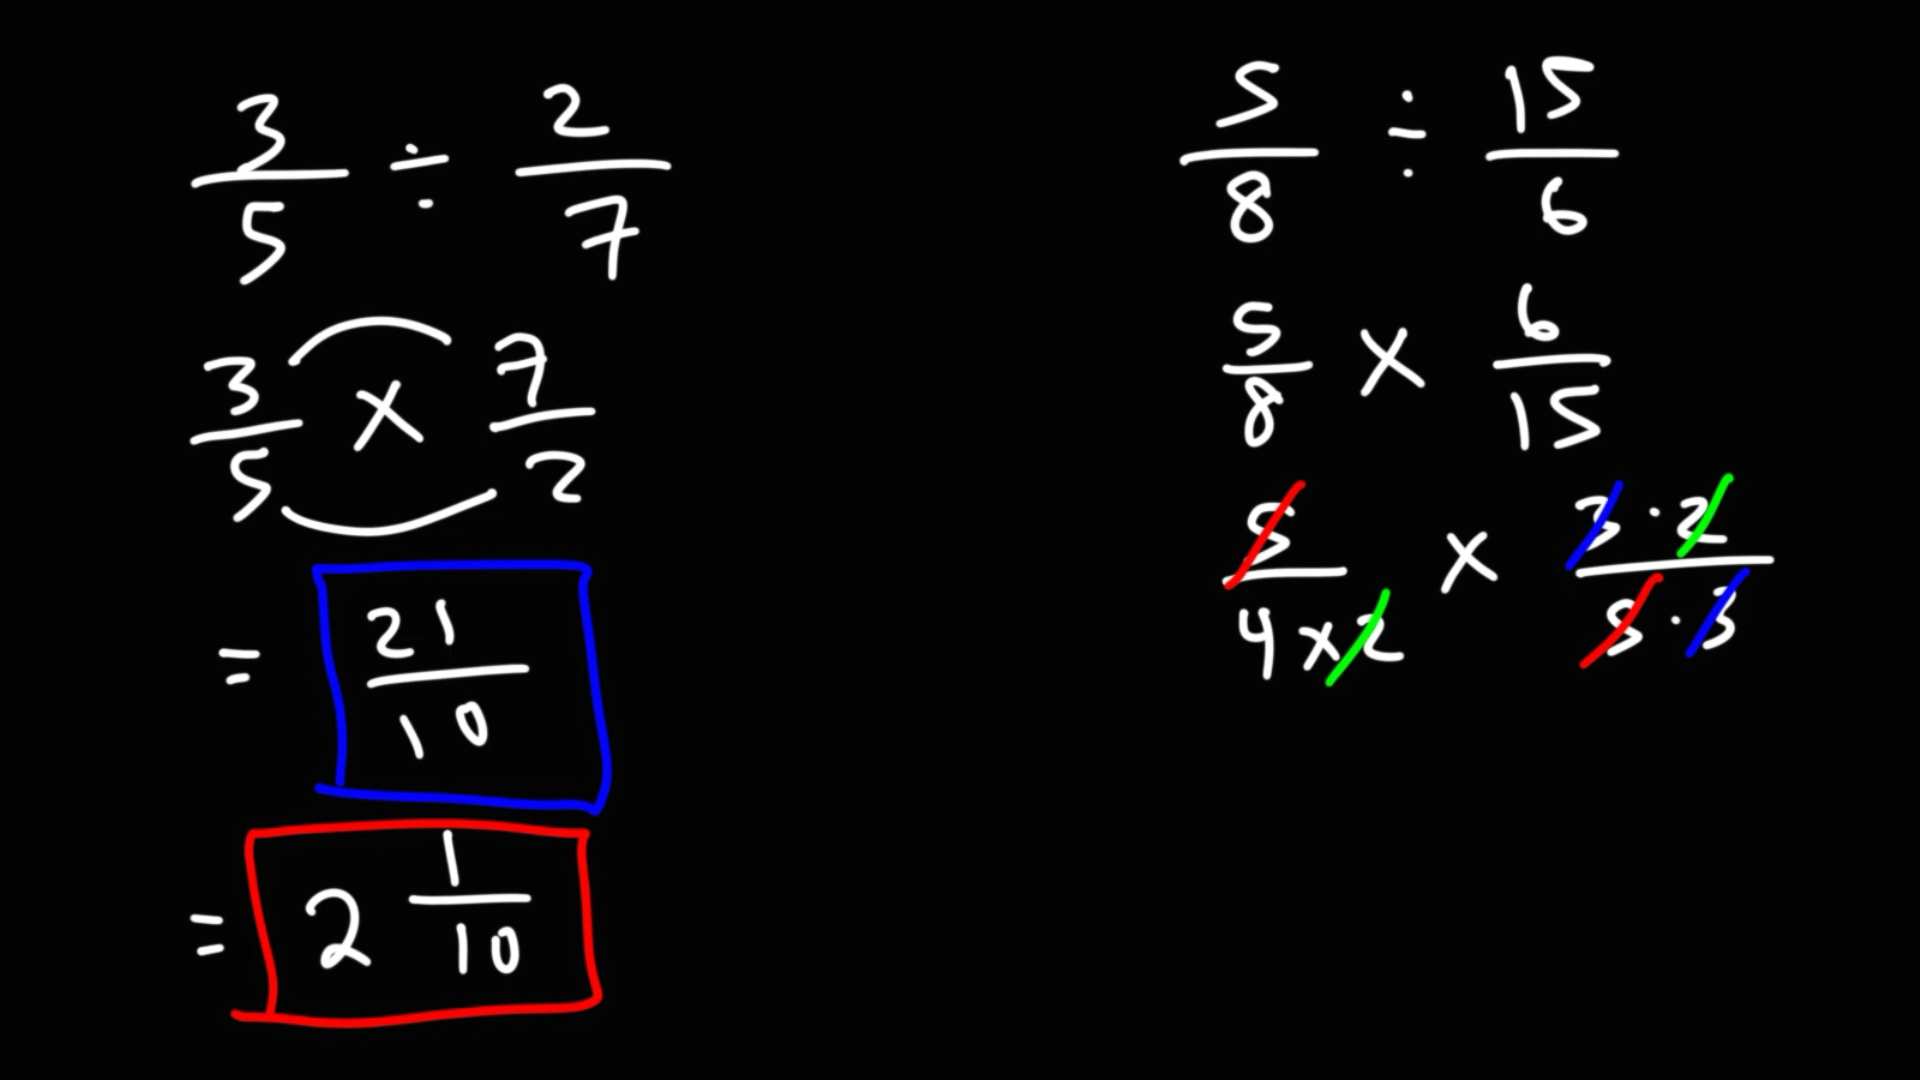 3/5 ÷ 2/7
3/5 × 7/2
= 21/10
= 2 1/10
5/8 ÷ 15/6
5/8 × 6/15
5/(4×2) × (3·2)/(5·3)